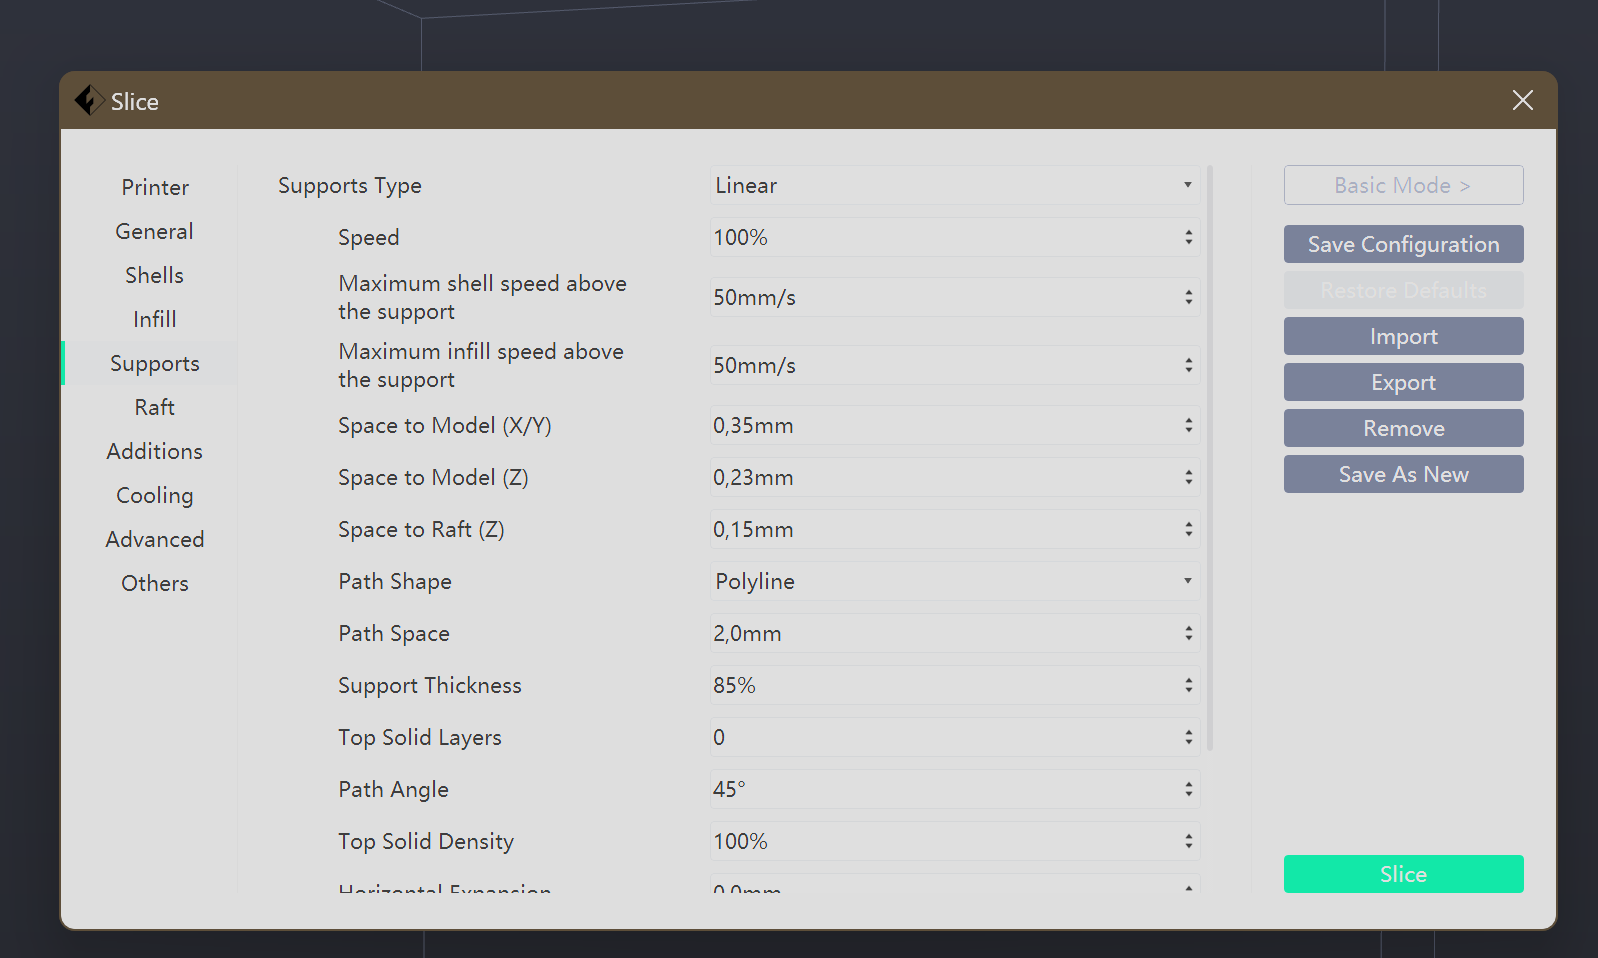 Slice
Printer
General
Shells
Infill
Supports
Raft
Additions
Cooling
Advanced
Others
Supports Type
Linear
Speed
100%
Maximum shell speed above
the support
50mm/s
Maximum infill speed above
the support
50mm/s
Space to Model (X/Y)
0,35mm
Space to Model (Z)
0,23mm
Space to Raft (Z)
0,15mm
Path Shape
Polyline
Path Space
2,0mm
Support Thickness
85%
Top Solid Layers
0
Path Angle
45°
Top Solid Density
100%
Horizontal Expansion
0,0mm
Basic Mode >
Save Configuration
Restore Defaults
Import
Export
Remove
Save As New
Slice